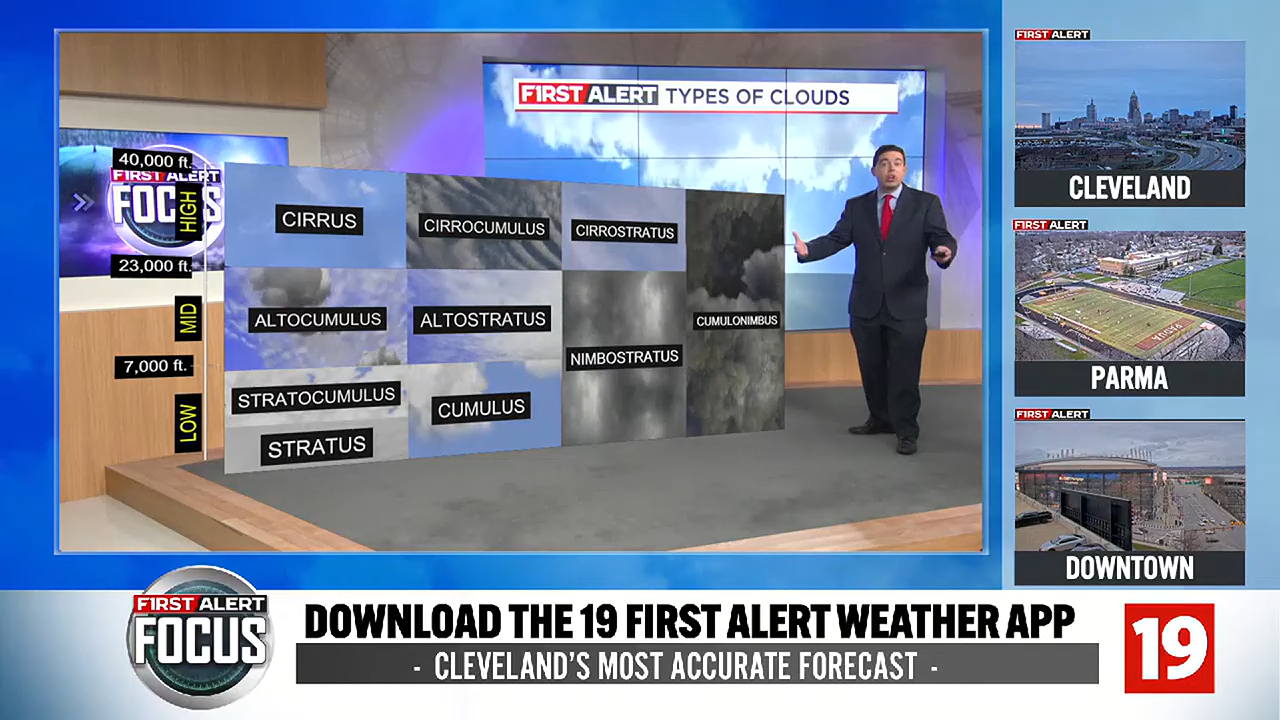 FIRST ALERT TYPES OF CLOUDS
40,000 ft.
FIRST ALERT
FOCUS
HIGH
23,000 ft.
MID
7,000 ft.
LOW
CIRRUS
CIRROCUMULUS
CIRROSTRATUS
ALTOCUMULUS
ALTOSTRATUS
CUMULONIMBUS
NIMBOSTRATUS
STRATOCUMULUS
CUMULUS
STRATUS
FIRST ALERT
CLEVELAND
FIRST ALERT
PARMA
FIRST ALERT
DOWNTOWN
FIRST ALERT
FOCUS
DOWNLOAD THE 19 FIRST ALERT WEATHER APP
- CLEVELAND'S MOST ACCURATE FORECAST -
19